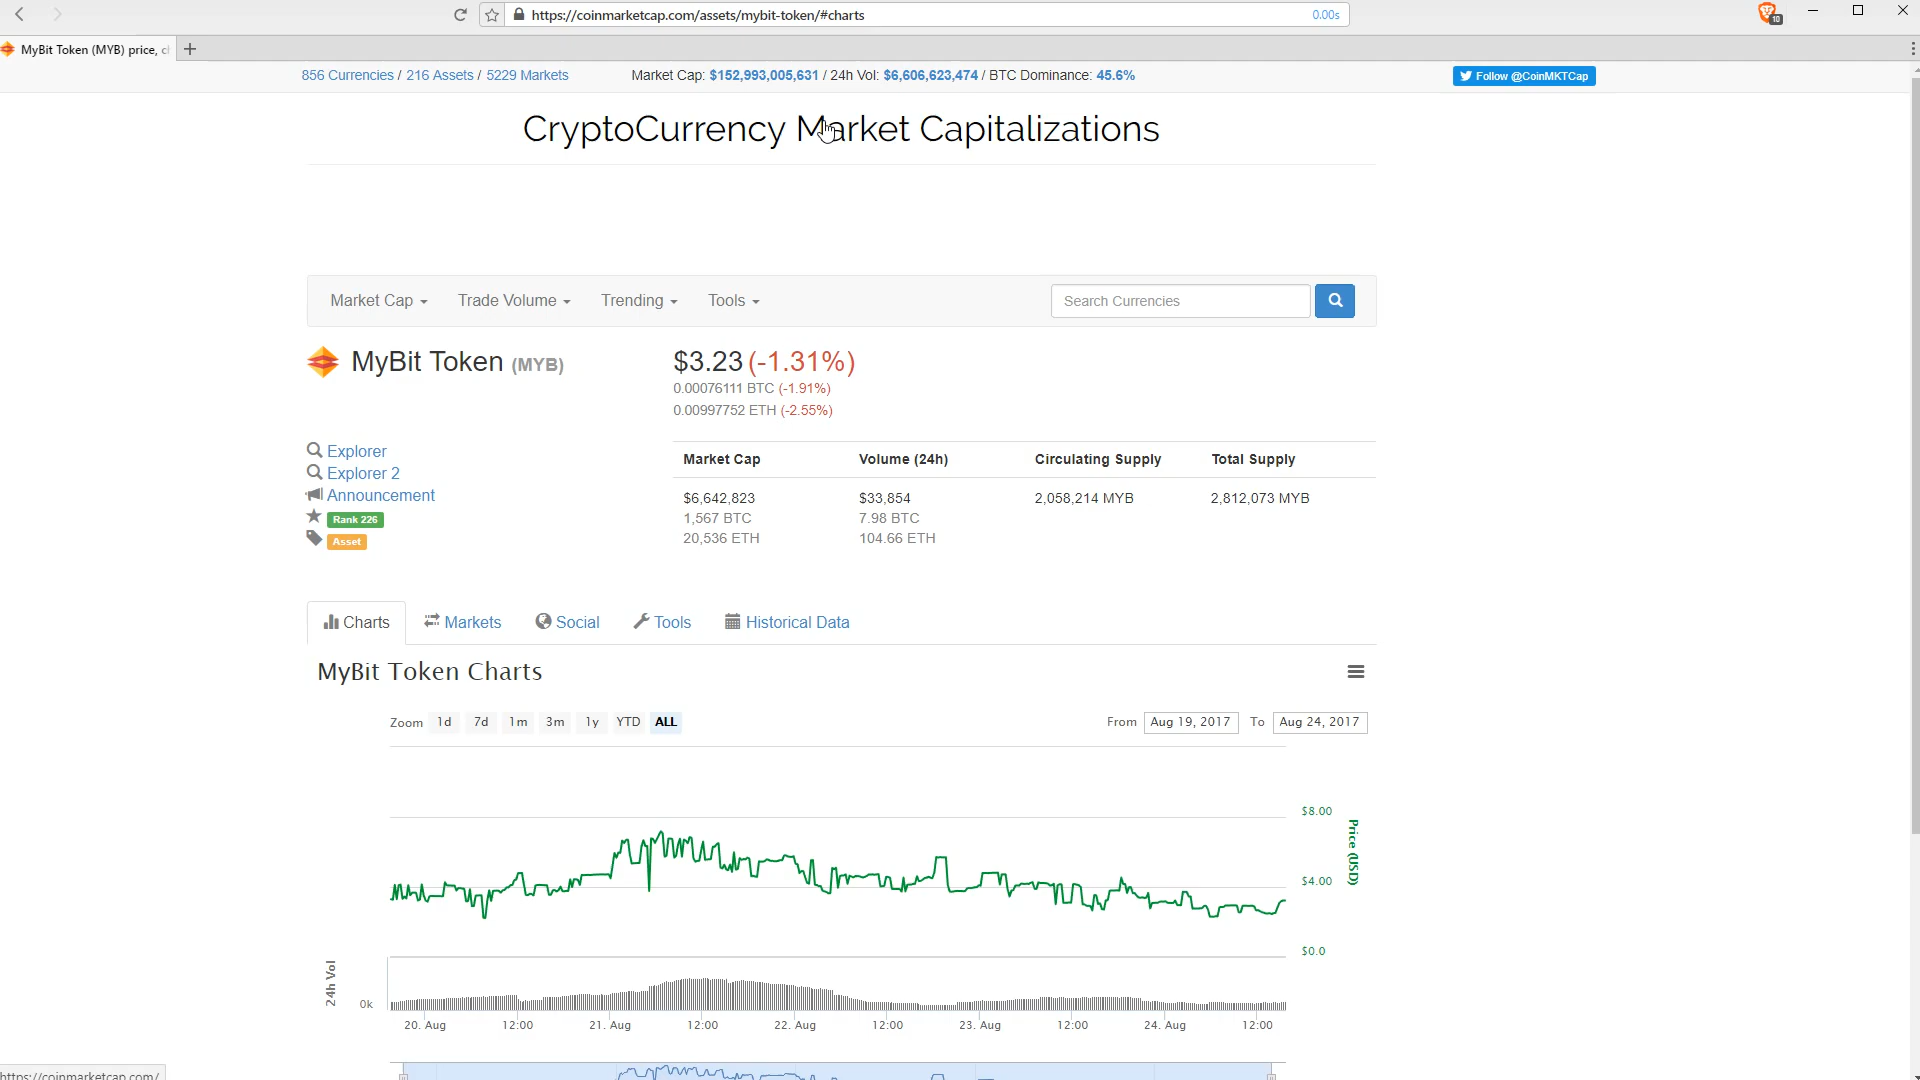 https://coinmarketcap.com/assets/mybit-token/#charts 0.00s
10
MyBit Token (MYB) price, c
856 Currencies / 216 Assets / 5229 Markets Market Cap: $152,993,005,631 / 24h Vol: $6,606,623,474 / BTC Dominance: 45.6% Follow @CoinMKTCap
CryptoCurrency Market Capitalizations
Market Cap Trade Volume Trending Tools Search Currencies
MyBit Token (MYB) $3.23 (-1.31%)
0.00076111 BTC (-1.91%)
0.00997752 ETH (-2.55%)
Explorer
Explorer 2
Announcement
Rank 226
Asset
Market Cap Volume (24h) Circulating Supply Total Supply
$6,642,823 $33,854 2,058,214 MYB 2,812,073 MYB
1,567 BTC 7.98 BTC
20,536 ETH 104.66 ETH
Charts Markets Social Tools Historical Data
MyBit Token Charts
Zoom 1d 7d 1m 3m 1y YTD ALL From Aug 19, 2017 To Aug 24, 2017
$8.00
$4.00
$0.0
Price (USD)
24h Vol
0k
20. Aug 12:00 21. Aug 12:00 22. Aug 12:00 23. Aug 12:00 24. Aug 12:00
https://coinmarketcap.com/